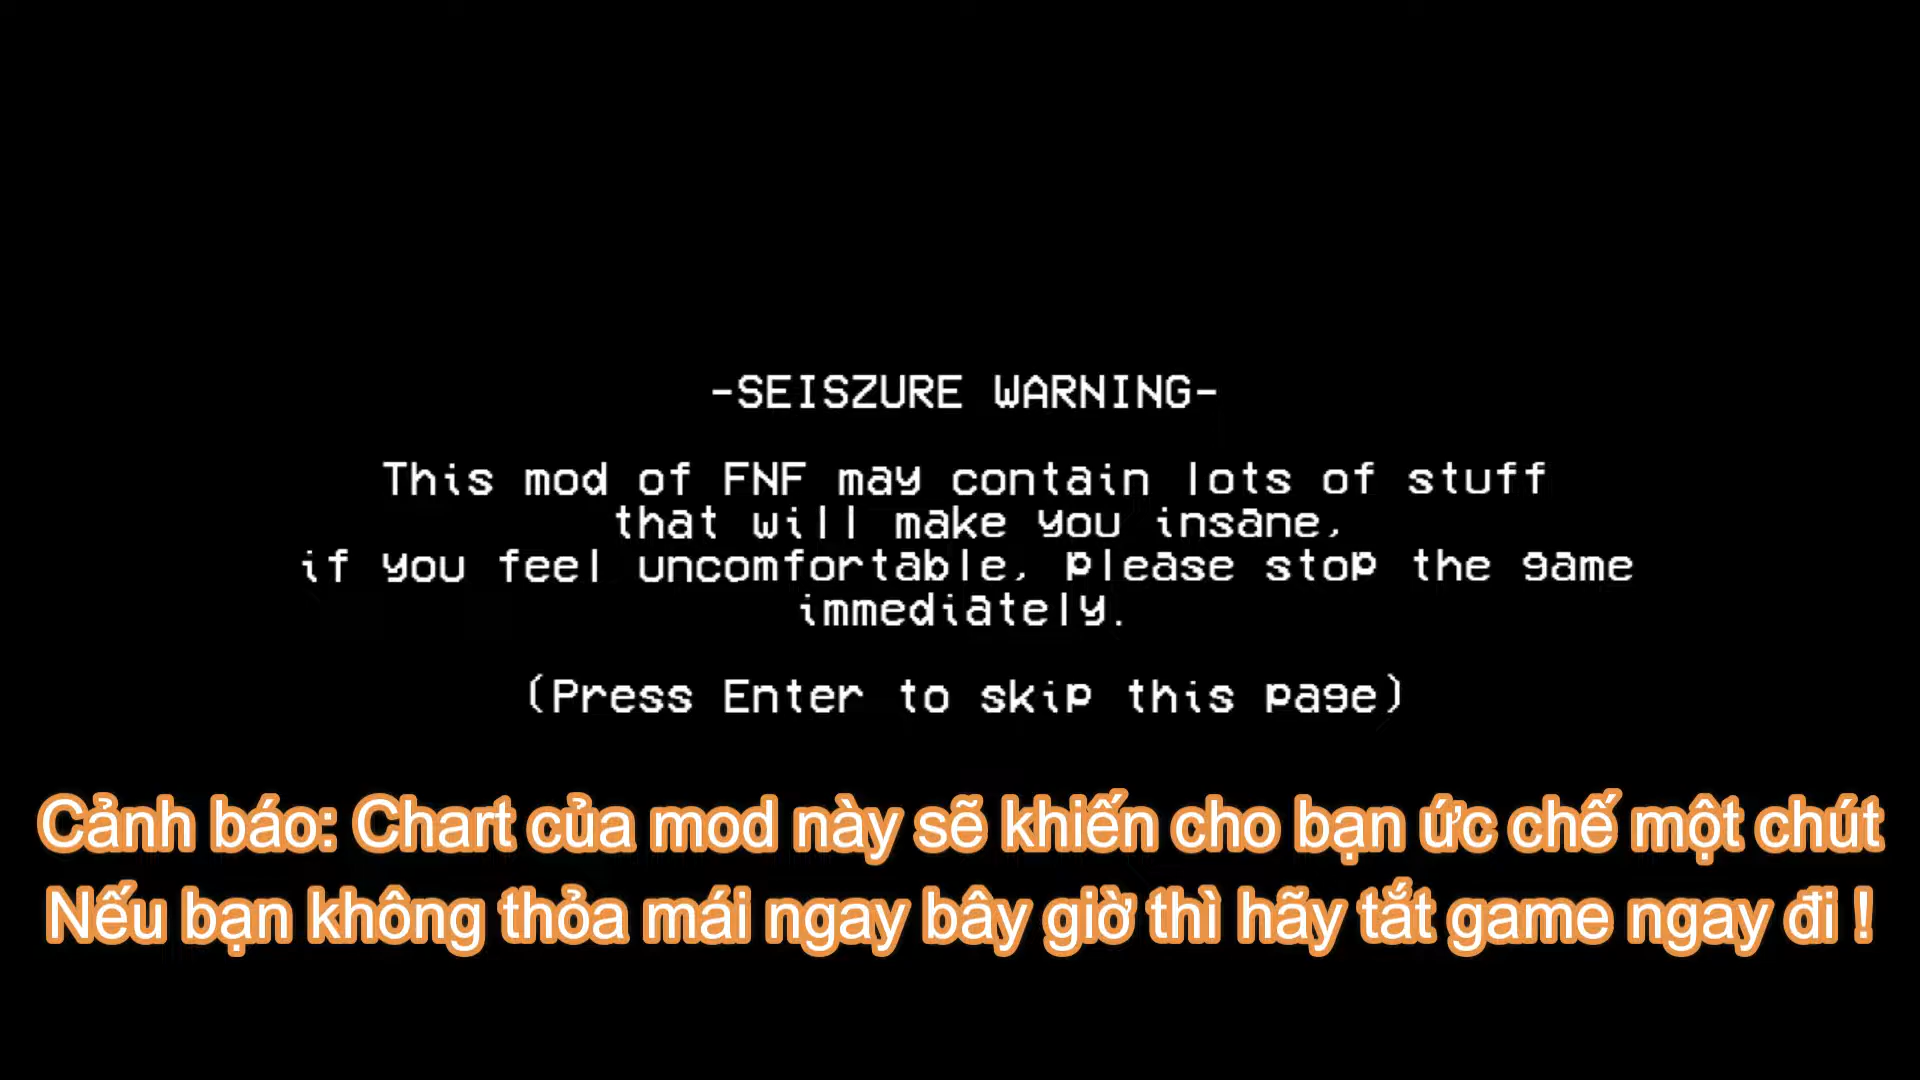 -SEISZURE WARNING-
This mod of FNF may contain lots of stuff
that will make you insane,
if you feel uncomfortable, please stop the game
immediately.
(Press Enter to skip this page)
Cảnh báo: Chart của mod này sẽ khiến cho bạn ức chế một chút
Nếu bạn không thỏa mái ngay bây giờ thì hãy tắt game ngay đi !